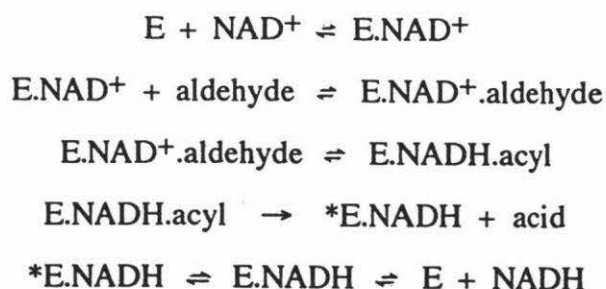 E + NAD+ ⇌ E.NAD+
E.NAD+ + aldehyde ⇌ E.NAD+.aldehyde
E.NAD+.aldehyde ⇌ E.NADH.acyl
E.NADH.acyl → *E.NADH + acid
*E.NADH ⇌ E.NADH ⇌ E + NADH